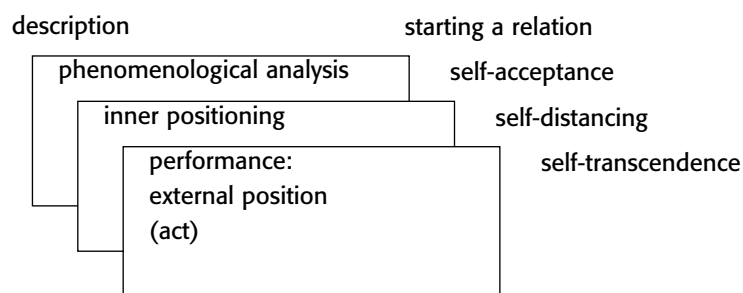 description starting a relation
phenomenological analysis self-acceptance
inner positioning self-distancing
performance: self-transcendence
external position
(act)